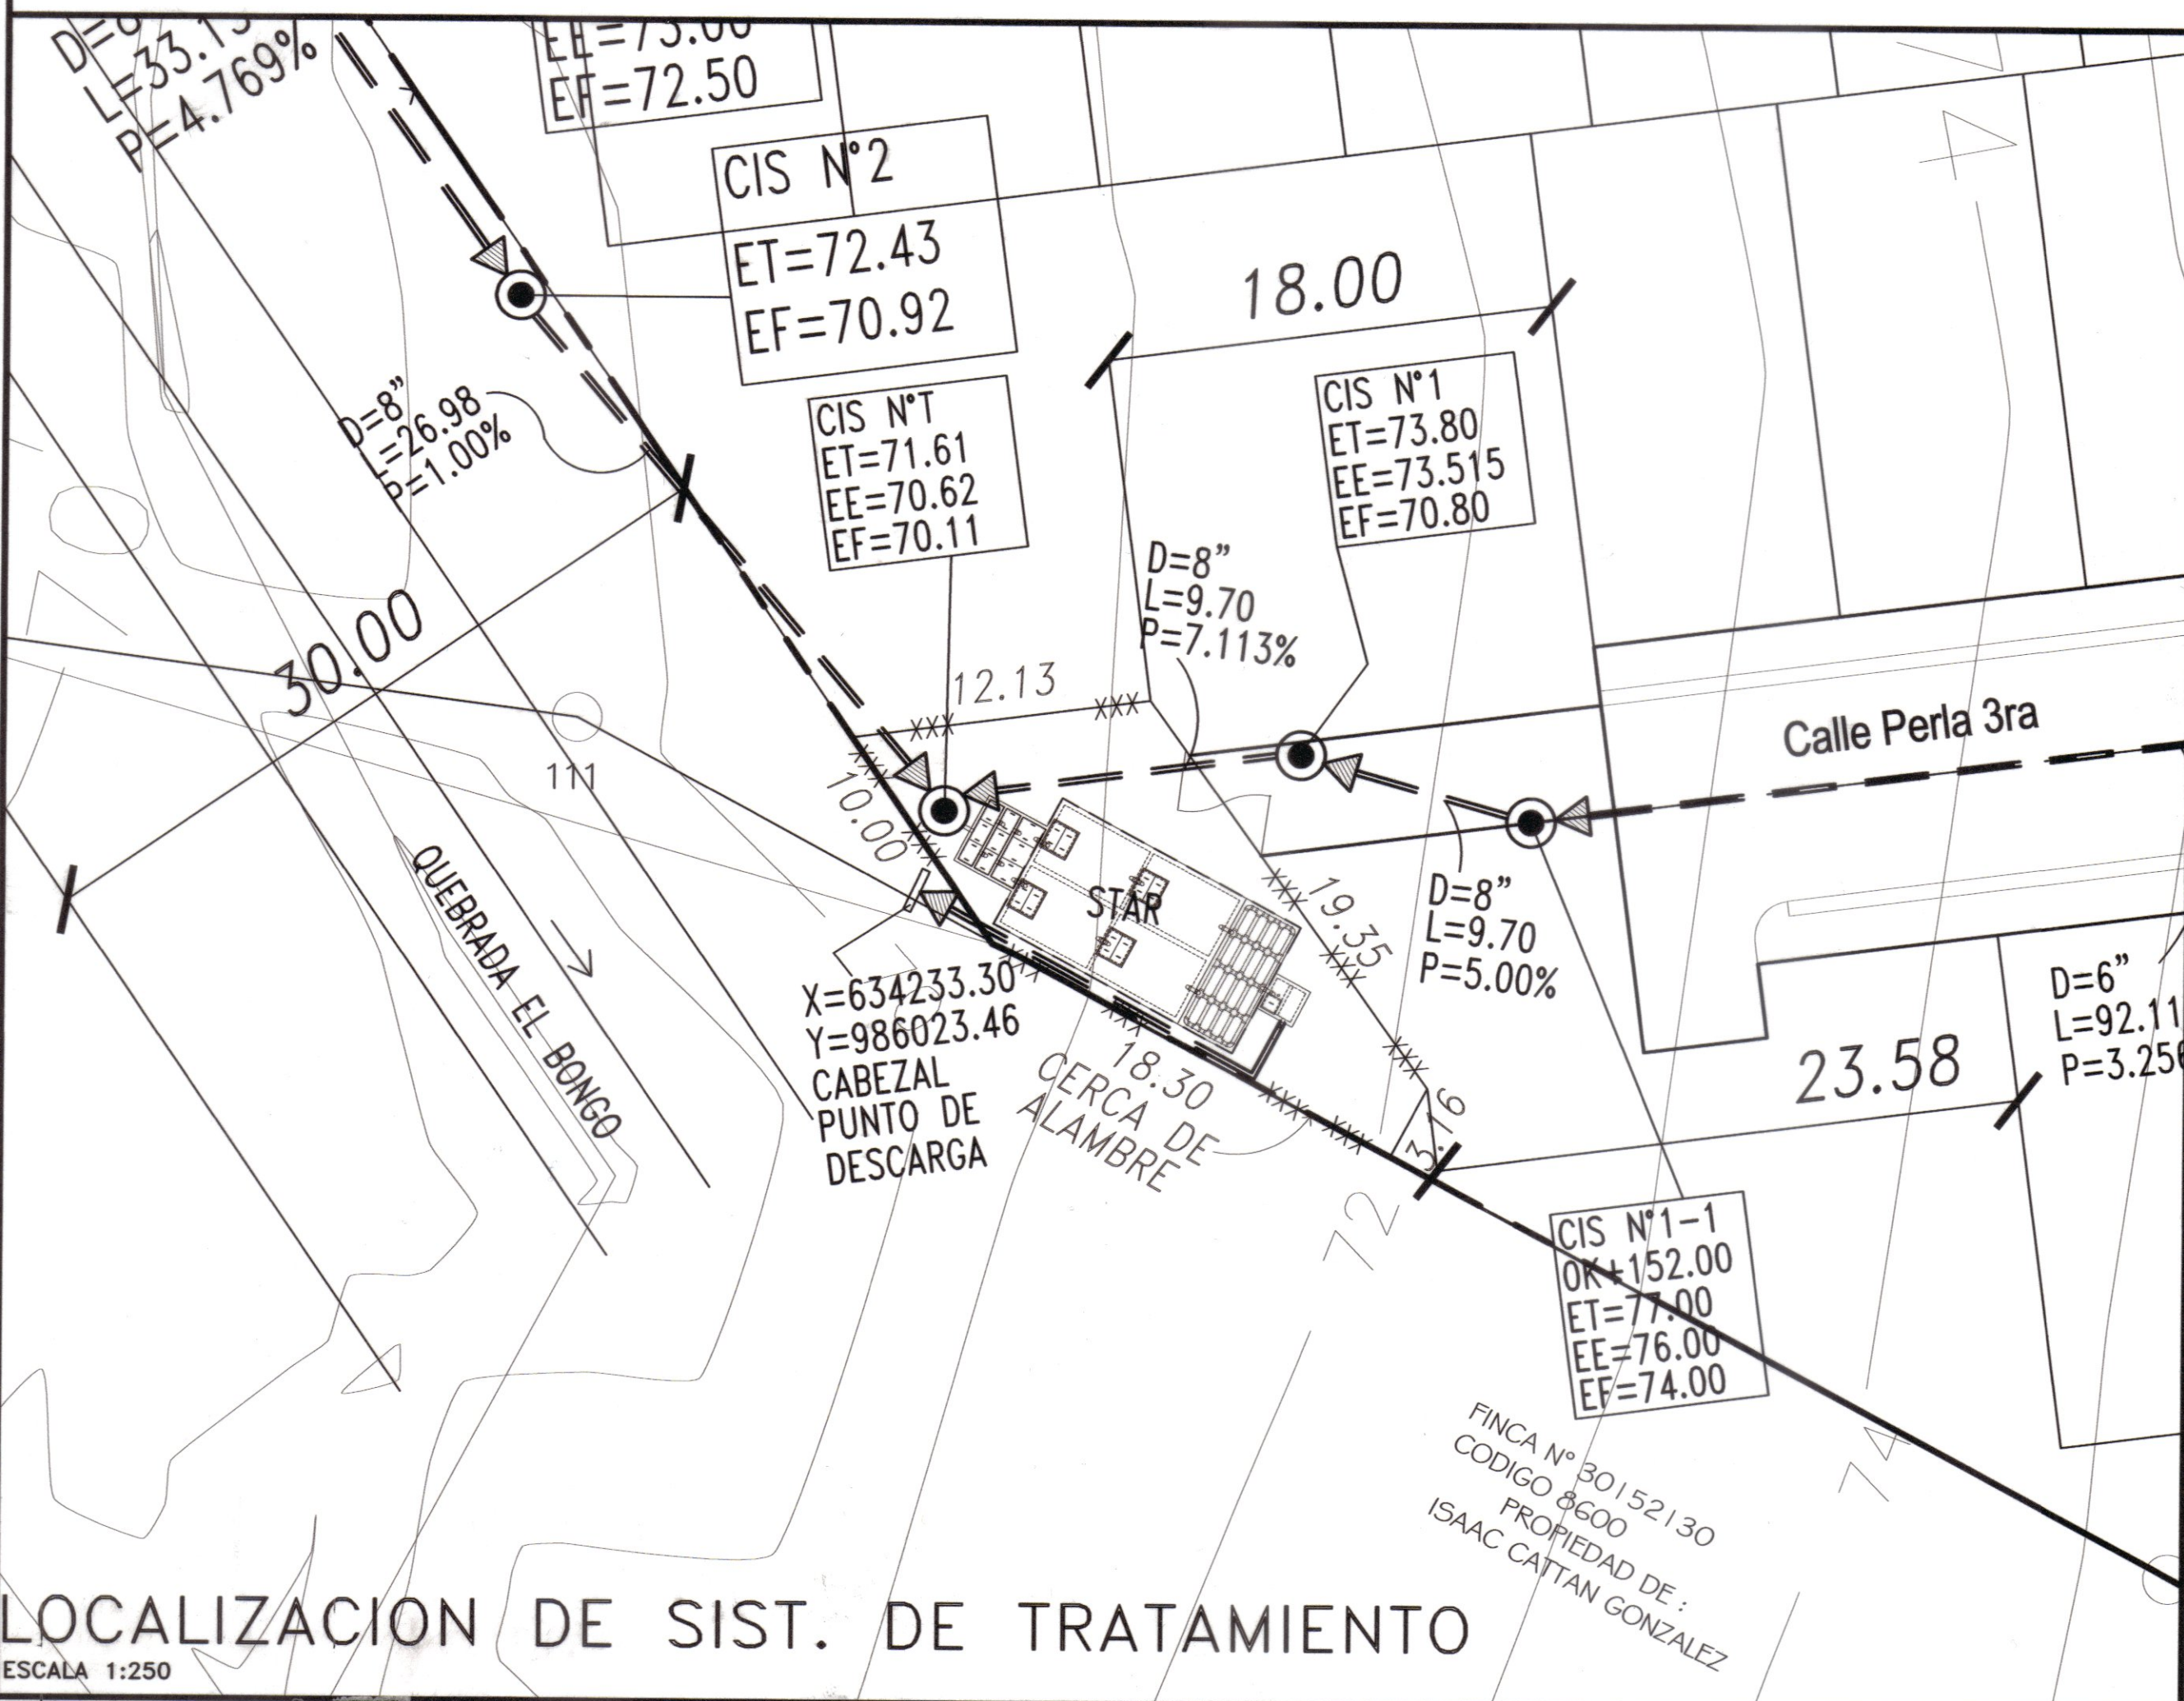 L=33.13
P=4.769%
EE=73.00
EF=72.50
CIS N°2
ET=72.43
EF=70.92
18.00
D=8"
L=26.98
P=1.00%
CIS N°T
ET=71.61
EE=70.62
EF=70.11
CIS N°1
ET=73.80
EE=73.515
EF=70.80
D=8"
L=9.70
P=7.113%
30.00
12.13
Calle Perla 3ra
111
10.00
QUEBRADA EL BONGO
STAR
19.35
D=8"
L=9.70
P=5.00%
X=634233.30
Y=986023.46
CABEZAL
PUNTO DE
DESCARGA
18.30
CERCA DE
ALAMBRE
3.16
23.58
D=6"
L=92.11
P=3.256
72
CIS N°1-1
0K+152.00
ET=77.00
EE=76.00
EF=74.00
74
FINCA N° 30152130
CODIGO 8600
PROPIEDAD DE :
ISAAC CATTAN GONZALEZ
LOCALIZACION DE SIST. DE TRATAMIENTO
ESCALA 1:250